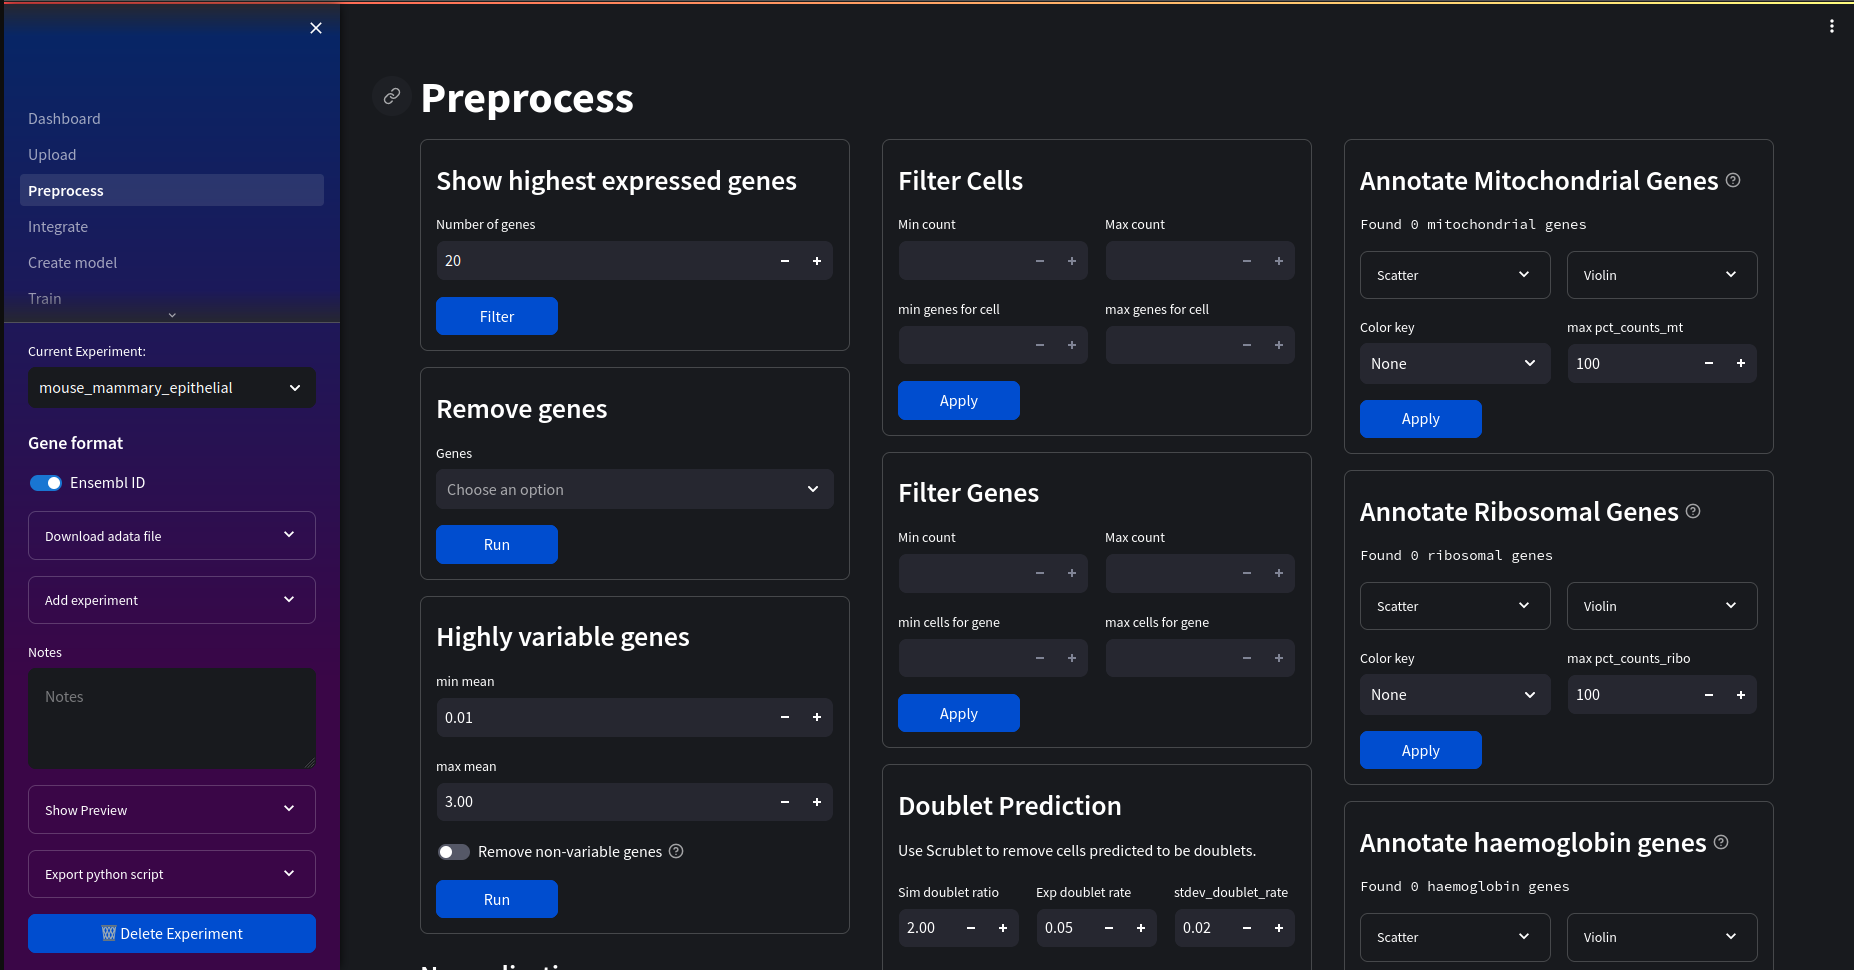 Dashboard
Upload
Preprocess
Integrate
Create model
Train
Current Experiment:
mouse_mammary_epithelial
Gene format
Ensembl ID
Download adata file
Add experiment
Notes
Notes
Show Preview
Export python script
Delete Experiment
Preprocess
Show highest expressed genes
Number of genes
20
Filter
Remove genes
Genes
Choose an option
Run
Highly variable genes
min mean
0.01
max mean
3.00
Remove non-variable genes
Run
Filter Cells
Min count Max count
min genes for cell max genes for cell
Apply
Filter Genes
Min count Max count
min cells for gene max cells for gene
Apply
Doublet Prediction
Use Scrublet to remove cells predicted to be doublets.
Sim doublet ratio Exp doublet rate stdev_doublet_rate
2.00 0.05 0.02
Annotate Mitochondrial Genes
Found 0 mitochondrial genes
Scatter Violin
Color key max pct_counts_mt
None 100
Apply
Annotate Ribosomal Genes
Found 0 ribosomal genes
Scatter Violin
Color key max pct_counts_ribo
None 100
Apply
Annotate haemoglobin genes
Found 0 haemoglobin genes
Scatter Violin